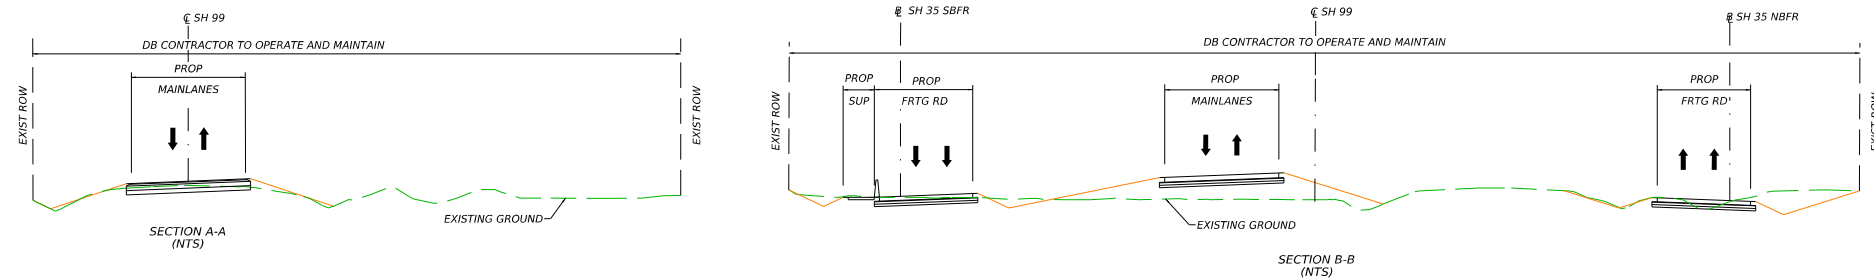 ℄ SH 99
DB CONTRACTOR TO OPERATE AND MAINTAIN
PROP
MAINLANES
EXIST ROW
EXIST ROW
EXISTING GROUND
SECTION A-A
(NTS)
SH 35 SBFR
℄ SH 99
SH 35 NBFR
DB CONTRACTOR TO OPERATE AND MAINTAIN
PROP
SUP
PROP
FRTG RD
PROP
MAINLANES
PROP
FRTG RD
EXIST ROW
EXIST ROW
EXISTING GROUND
SECTION B-B
(NTS)